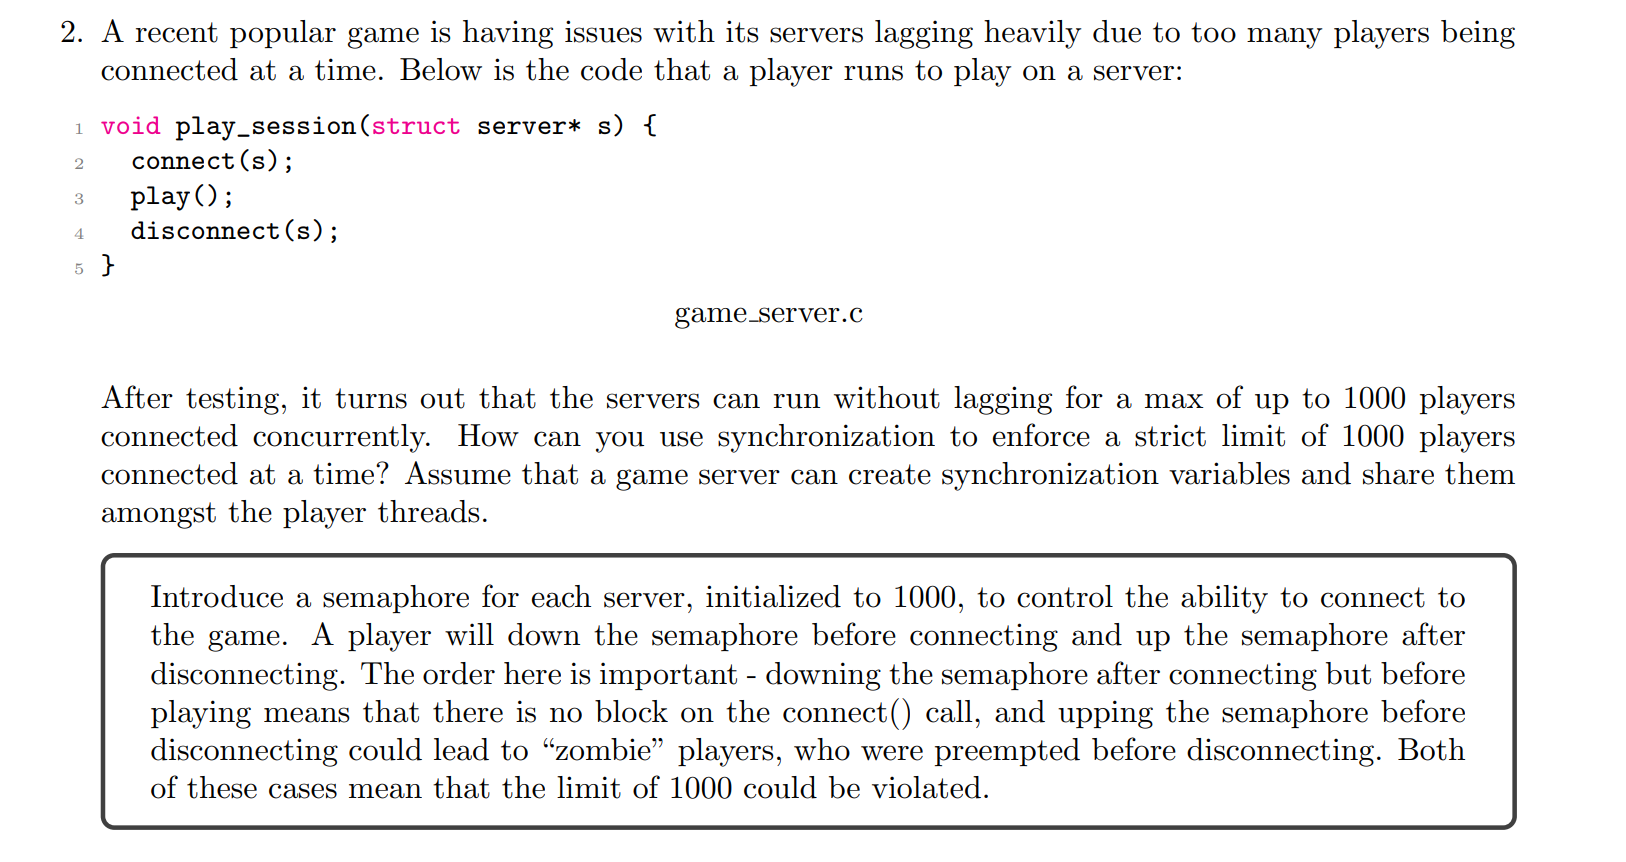 2. A recent popular game is having issues with its servers lagging heavily due to too many players being
connected at a time. Below is the code that a player runs to play on a server:
1 void play_session(struct server* s) {
2   connect(s);
3   play();
4   disconnect(s);
5 }
game_server.c
After testing, it turns out that the servers can run without lagging for a max of up to 1000 players
connected concurrently. How can you use synchronization to enforce a strict limit of 1000 players
connected at a time? Assume that a game server can create synchronization variables and share them
amongst the player threads.
Introduce a semaphore for each server, initialized to 1000, to control the ability to connect to
the game. A player will down the semaphore before connecting and up the semaphore after
disconnecting. The order here is important - downing the semaphore after connecting but before
playing means that there is no block on the connect() call, and upping the semaphore before
disconnecting could lead to “zombie” players, who were preempted before disconnecting. Both
of these cases mean that the limit of 1000 could be violated.